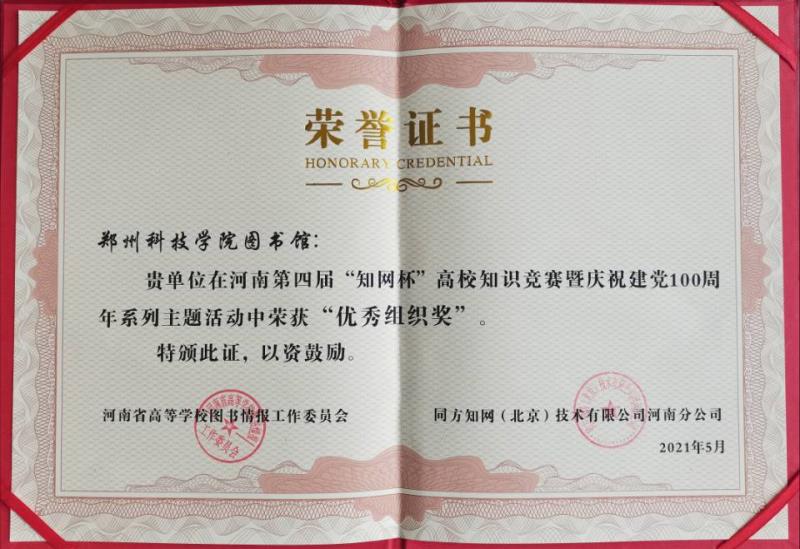 荣誉证书
HONORARY CREDENTIAL
郑州科技学院图书馆:
贵单位在河南第四届“知网杯”高校知识竞赛暨庆祝建党100周
年系列主题活动中荣获“优秀组织奖”。
特颁此证，以资鼓励。
河南省高等学校图书情报工作委员会
工作委员会
同方知网（北京）技术有限公司河南分公司
2021年5月